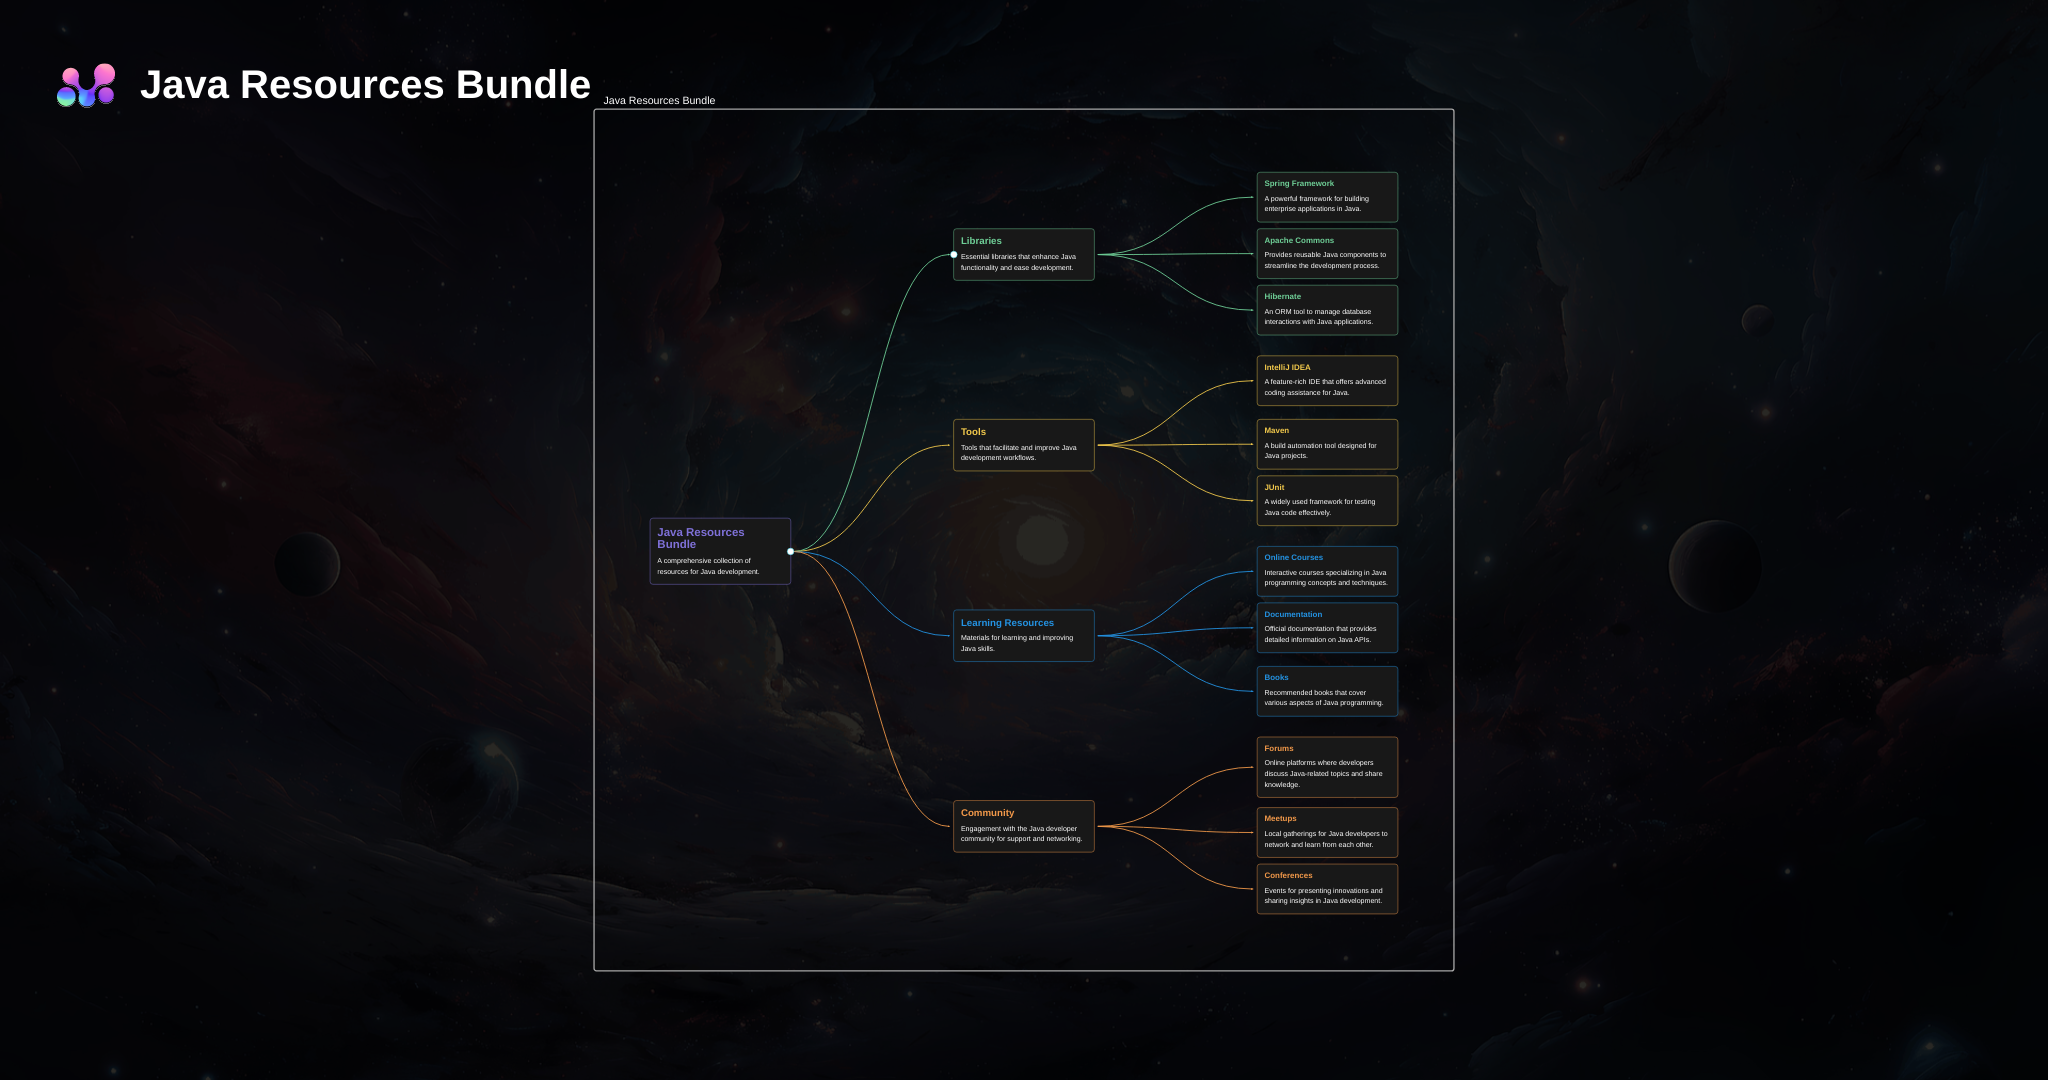 Java Resources Bundle
Java Resources Bundle
Java Resources
Bundle
A comprehensive collection of
resources for Java development.
Libraries
Essential libraries that enhance Java
functionality and ease development.
Spring Framework
A powerful framework for building
enterprise applications in Java.
Apache Commons
Provides reusable Java components to
streamline the development process.
Hibernate
An ORM tool to manage database
interactions with Java applications.
Tools
Tools that facilitate and improve Java
development workflows.
IntelliJ IDEA
A feature-rich IDE that offers advanced
coding assistance for Java.
Maven
A build automation tool designed for
Java projects.
JUnit
A widely used framework for testing
Java code effectively.
Learning Resources
Materials for learning and improving
Java skills.
Online Courses
Interactive courses specializing in Java
programming concepts and techniques.
Documentation
Official documentation that provides
detailed information on Java APIs.
Books
Recommended books that cover
various aspects of Java programming.
Community
Engagement with the Java developer
community for support and networking.
Forums
Online platforms where developers
discuss Java-related topics and share
knowledge.
Meetups
Local gatherings for Java developers to
network and learn from each other.
Conferences
Events for presenting innovations and
sharing insights in Java development.